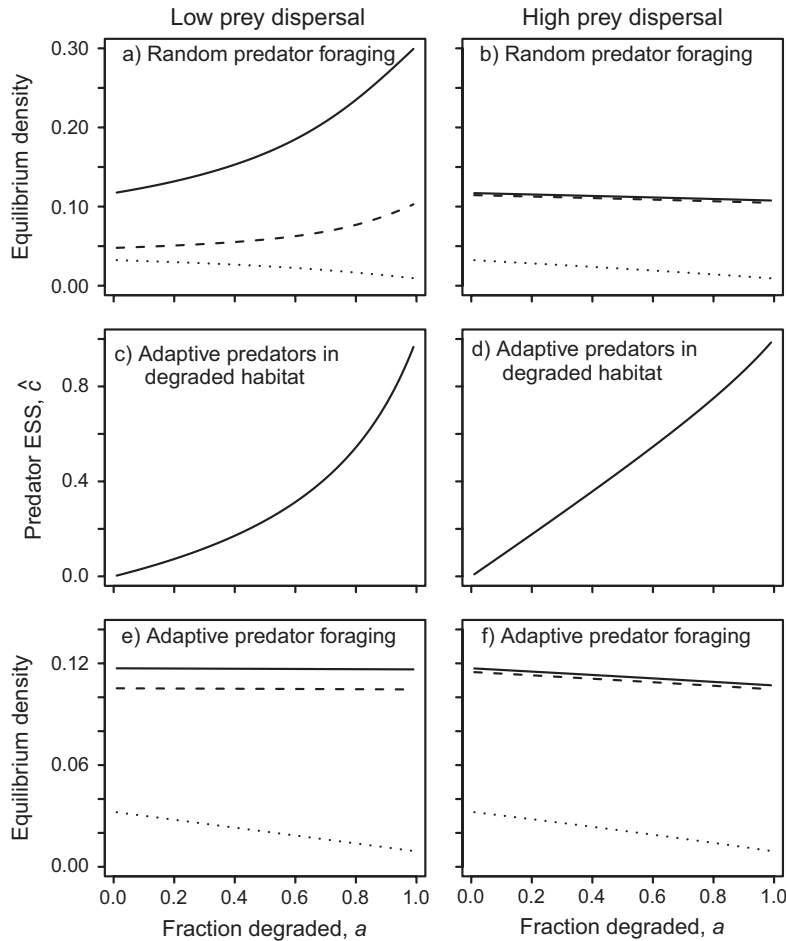 Low prey dispersal
High prey dispersal
a) Random predator foraging
b) Random predator foraging
Equilibrium density
0.30
0.20
0.10
0.00
c) Adaptive predators in
degraded habitat
d) Adaptive predators in
degraded habitat
Predator ESS, ĉ
0.8
0.4
0.0
e) Adaptive predator foraging
f) Adaptive predator foraging
Equilibrium density
0.12
0.06
0.00
0.0 0.2 0.4 0.6 0.8 1.0
0.0 0.2 0.4 0.6 0.8 1.0
Fraction degraded, a
Fraction degraded, a